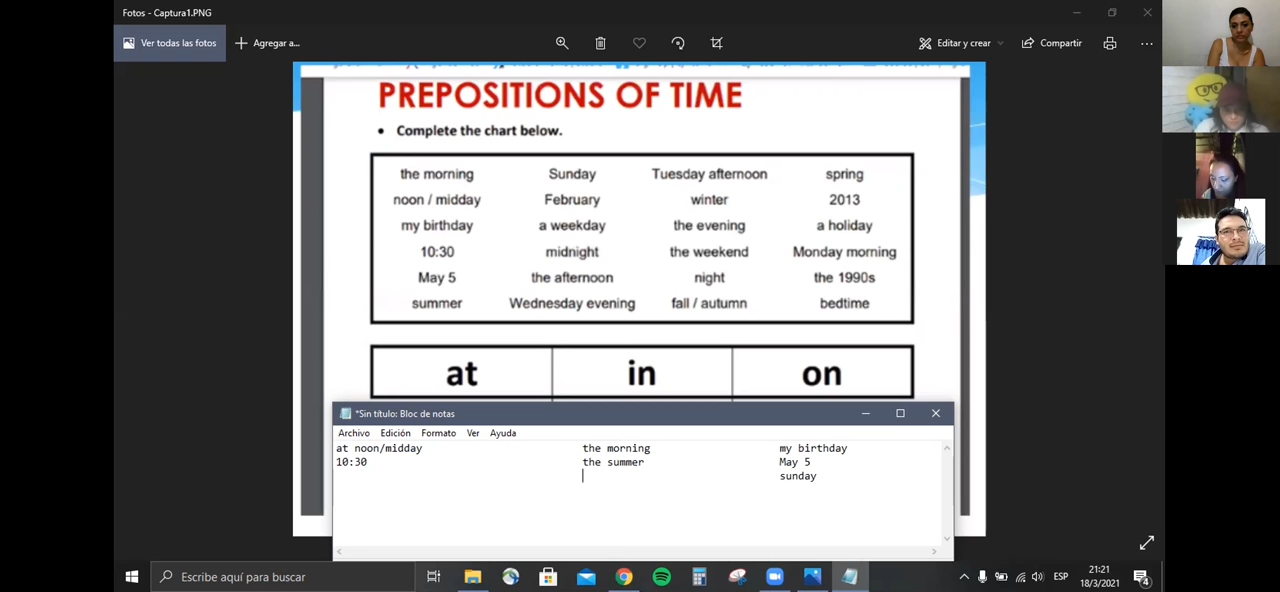 Fotos - Captura1.PNG
Ver todas las fotos
Agregar a...
Editar y crear
Compartir
PREPOSITIONS OF TIME
• Complete the chart below.
the morning Sunday Tuesday afternoon spring
noon / midday February winter 2013
my birthday a weekday the evening a holiday
10:30 midnight the weekend Monday morning
May 5 the afternoon night the 1990s
summer Wednesday evening fall / autumn bedtime
at in on
*Sin título: Bloc de notas
Archivo Edición Formato Ver Ayuda
at noon/midday the morning my birthday
10:30 the summer May 5
sunday
Escribe aquí para buscar
ESP
21:21
18/3/2021
4